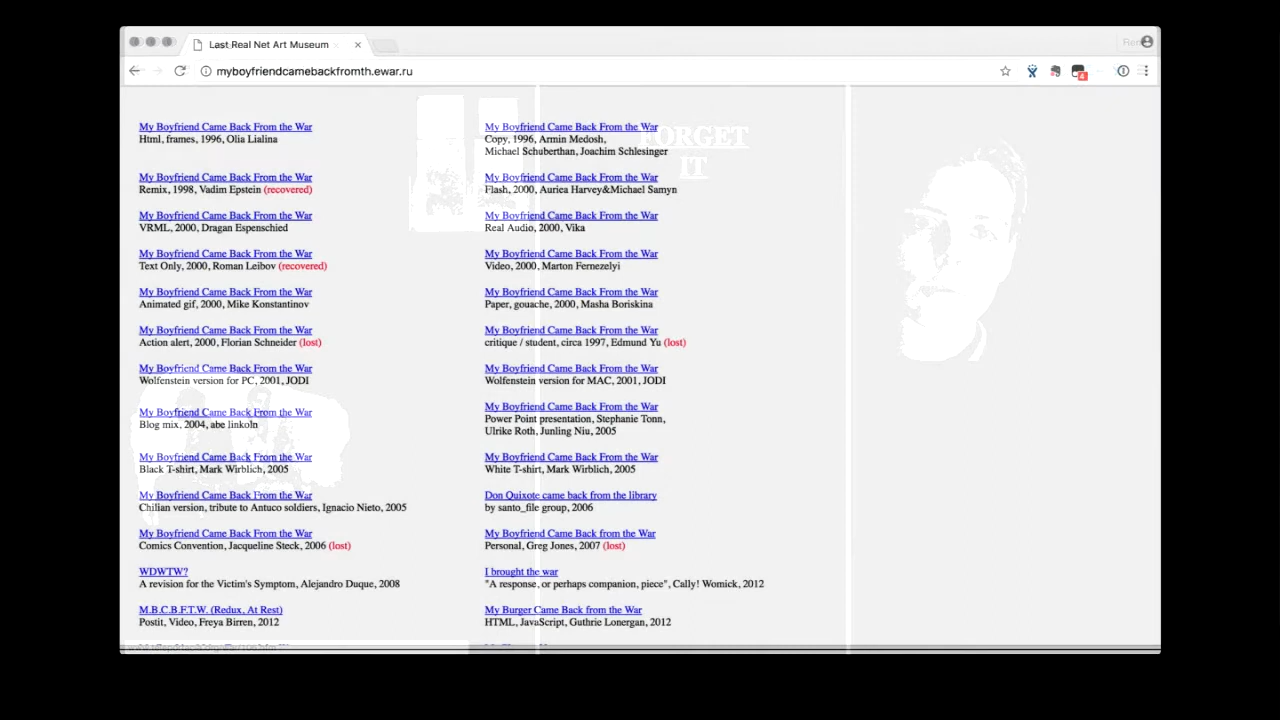 Last Real Net Art Museum
myboyfriendcamebackfromth.ewar.ru
4
FORGET
IT
My Boyfriend Came Back From the War
Html, frames, 1996, Olia Lialina
My Boyfriend Came Back From the War
Remix, 1998, Vadim Epstein (recovered)
My Boyfriend Came Back From the War
VRML, 2000, Dragan Espenschied
My Boyfriend Came Back From the War
Text Only, 2000, Roman Leibov (recovered)
My Boyfriend Came Back From the War
Animated gif, 2000, Mike Konstantinov
My Boyfriend Came Back From the War
Action alert, 2000, Florian Schneider (lost)
My Boyfriend Came Back From the War
Wolfenstein version for PC, 2001, JODI
My Boyfriend Came Back From the War
Blog mix, 2004, abe linkoln
My Boyfriend Came Back From the War
Black T-shirt, Mark Wirblich, 2005
My Boyfriend Came Back From the War
Chilian version, tribute to Antuco soldiers, Ignacio Nieto, 2005
My Boyfriend Came Back From the War
Comics Convention, Jacqueline Steck, 2006 (lost)
WDWTW?
A revision for the Victim's Symptom, Alejandro Duque, 2008
M.B.C.B.F.T.W. (Redux, At Rest)
Postit, Video, Freya Birren, 2012
My Boyfriend Came Back From the War
Copy, 1996, Armin Medosh,
Michael Schuberthan, Joachim Schlesinger
My Boyfriend Came Back From the War
Flash, 2000, Auriea Harvey&Michael Samyn
My Boyfriend Came Back From the War
Real Audio, 2000, Vika
My Boyfriend Came Back From the War
Video, 2000, Marton Fernezelyi
My Boyfriend Came Back From the War
Paper, gouache, 2000, Masha Boriskina
My Boyfriend Came Back From the War
critique / student, circa 1997, Edmund Yu (lost)
My Boyfriend Came Back From the War
Wolfenstein version for MAC, 2001, JODI
My Boyfriend Came Back From the War
Power Point presentation, Stephanie Tonn,
Ulrike Roth, Junling Niu, 2005
My Boyfriend Came Back From the War
White T-shirt, Mark Wirblich, 2005
Don Quixote came back from the library
by santo_file group, 2006
My Boyfriend Came Back from the War
Personal, Greg Jones, 2007 (lost)
I brought the war
"A response, or perhaps companion, piece", Cally! Womick, 2012
My Burger Came Back from the War
HTML, JavaScript, Guthrie Lonergan, 2012